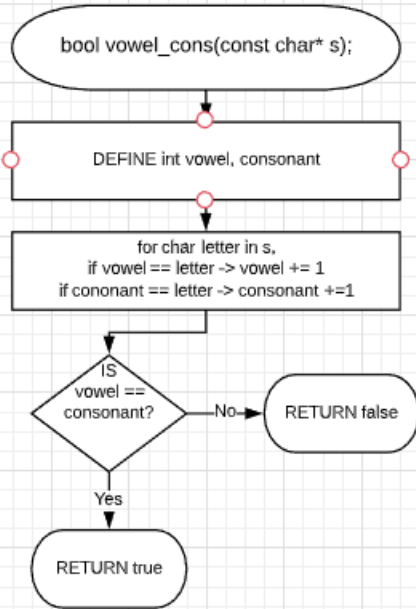 bool vowel_cons(const char* s);
DEFINE int vowel, consonant
for char letter in s,
if vowel == letter -> vowel += 1
if cononant == letter -> consonant +=1
IS
vowel ==
consonant?
No
RETURN false
Yes
RETURN true